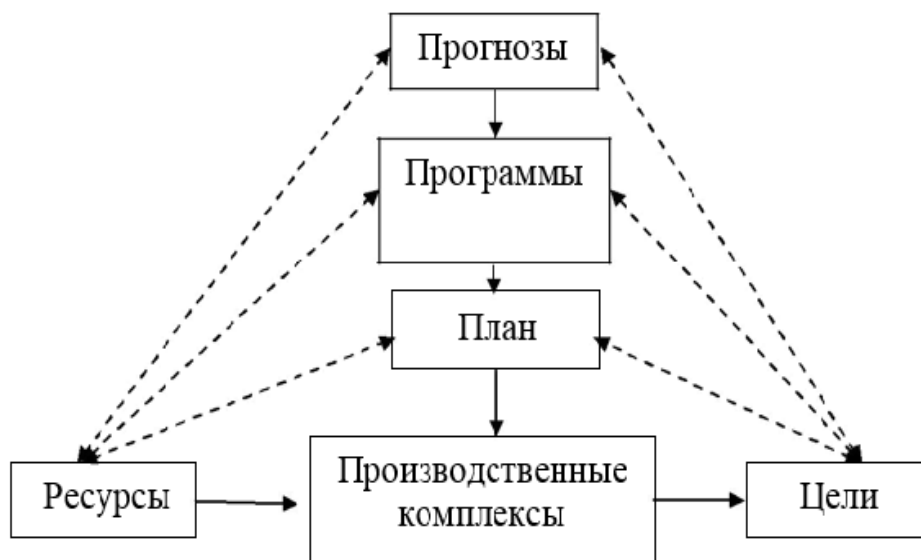 Прогнозы
Программы
План
Ресурсы
Производственные
комплексы
Цели